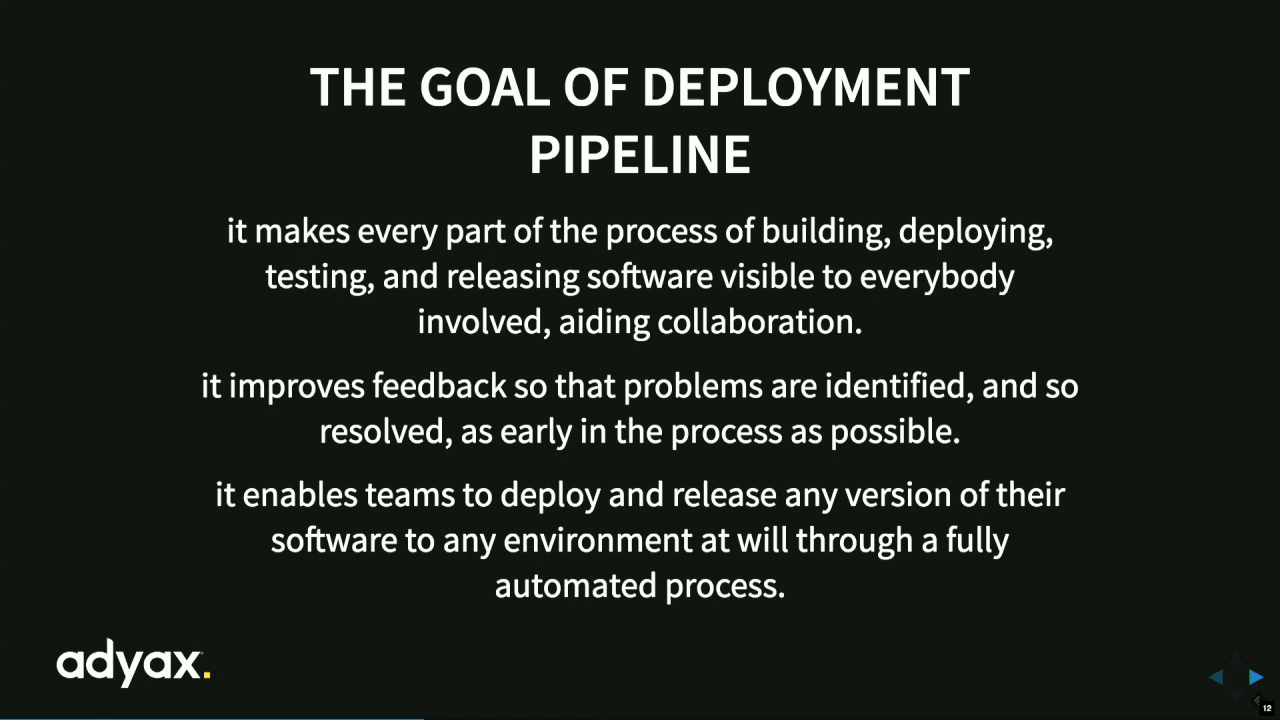 THE GOAL OF DEPLOYMENT
PIPELINE
it makes every part of the process of building, deploying,
testing, and releasing software visible to everybody
involved, aiding collaboration.
it improves feedback so that problems are identified, and so
resolved, as early in the process as possible.
it enables teams to deploy and release any version of their
software to any environment at will through a fully
automated process.
adyax.
12